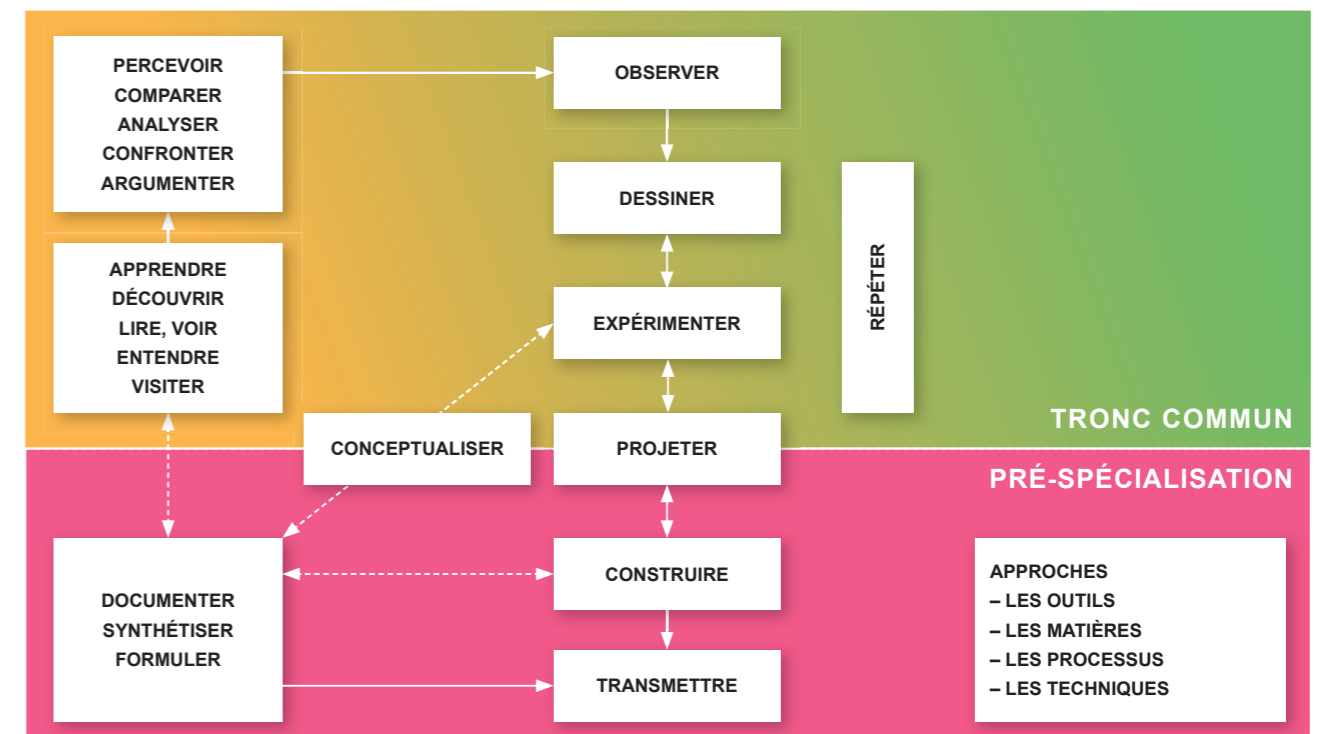 PERCEVOIR
COMPARER
ANALYSER
CONFRONTER
ARGUMENTER
OBSERVER
DESSINER
APPRENDRE
DÉCOUVRIR
LIRE, VOIR
ENTENDRE
VISITER
EXPÉRIMENTER
RÉPÉTER
TRONC COMMUN
CONCEPTUALISER
PROJETER
PRÉ-SPÉCIALISATION
DOCUMENTER
SYNTHÉTISER
FORMULER
CONSTRUIRE
TRANSMETTRE
APPROCHES
– LES OUTILS
– LES MATIÈRES
– LES PROCESSUS
– LES TECHNIQUES